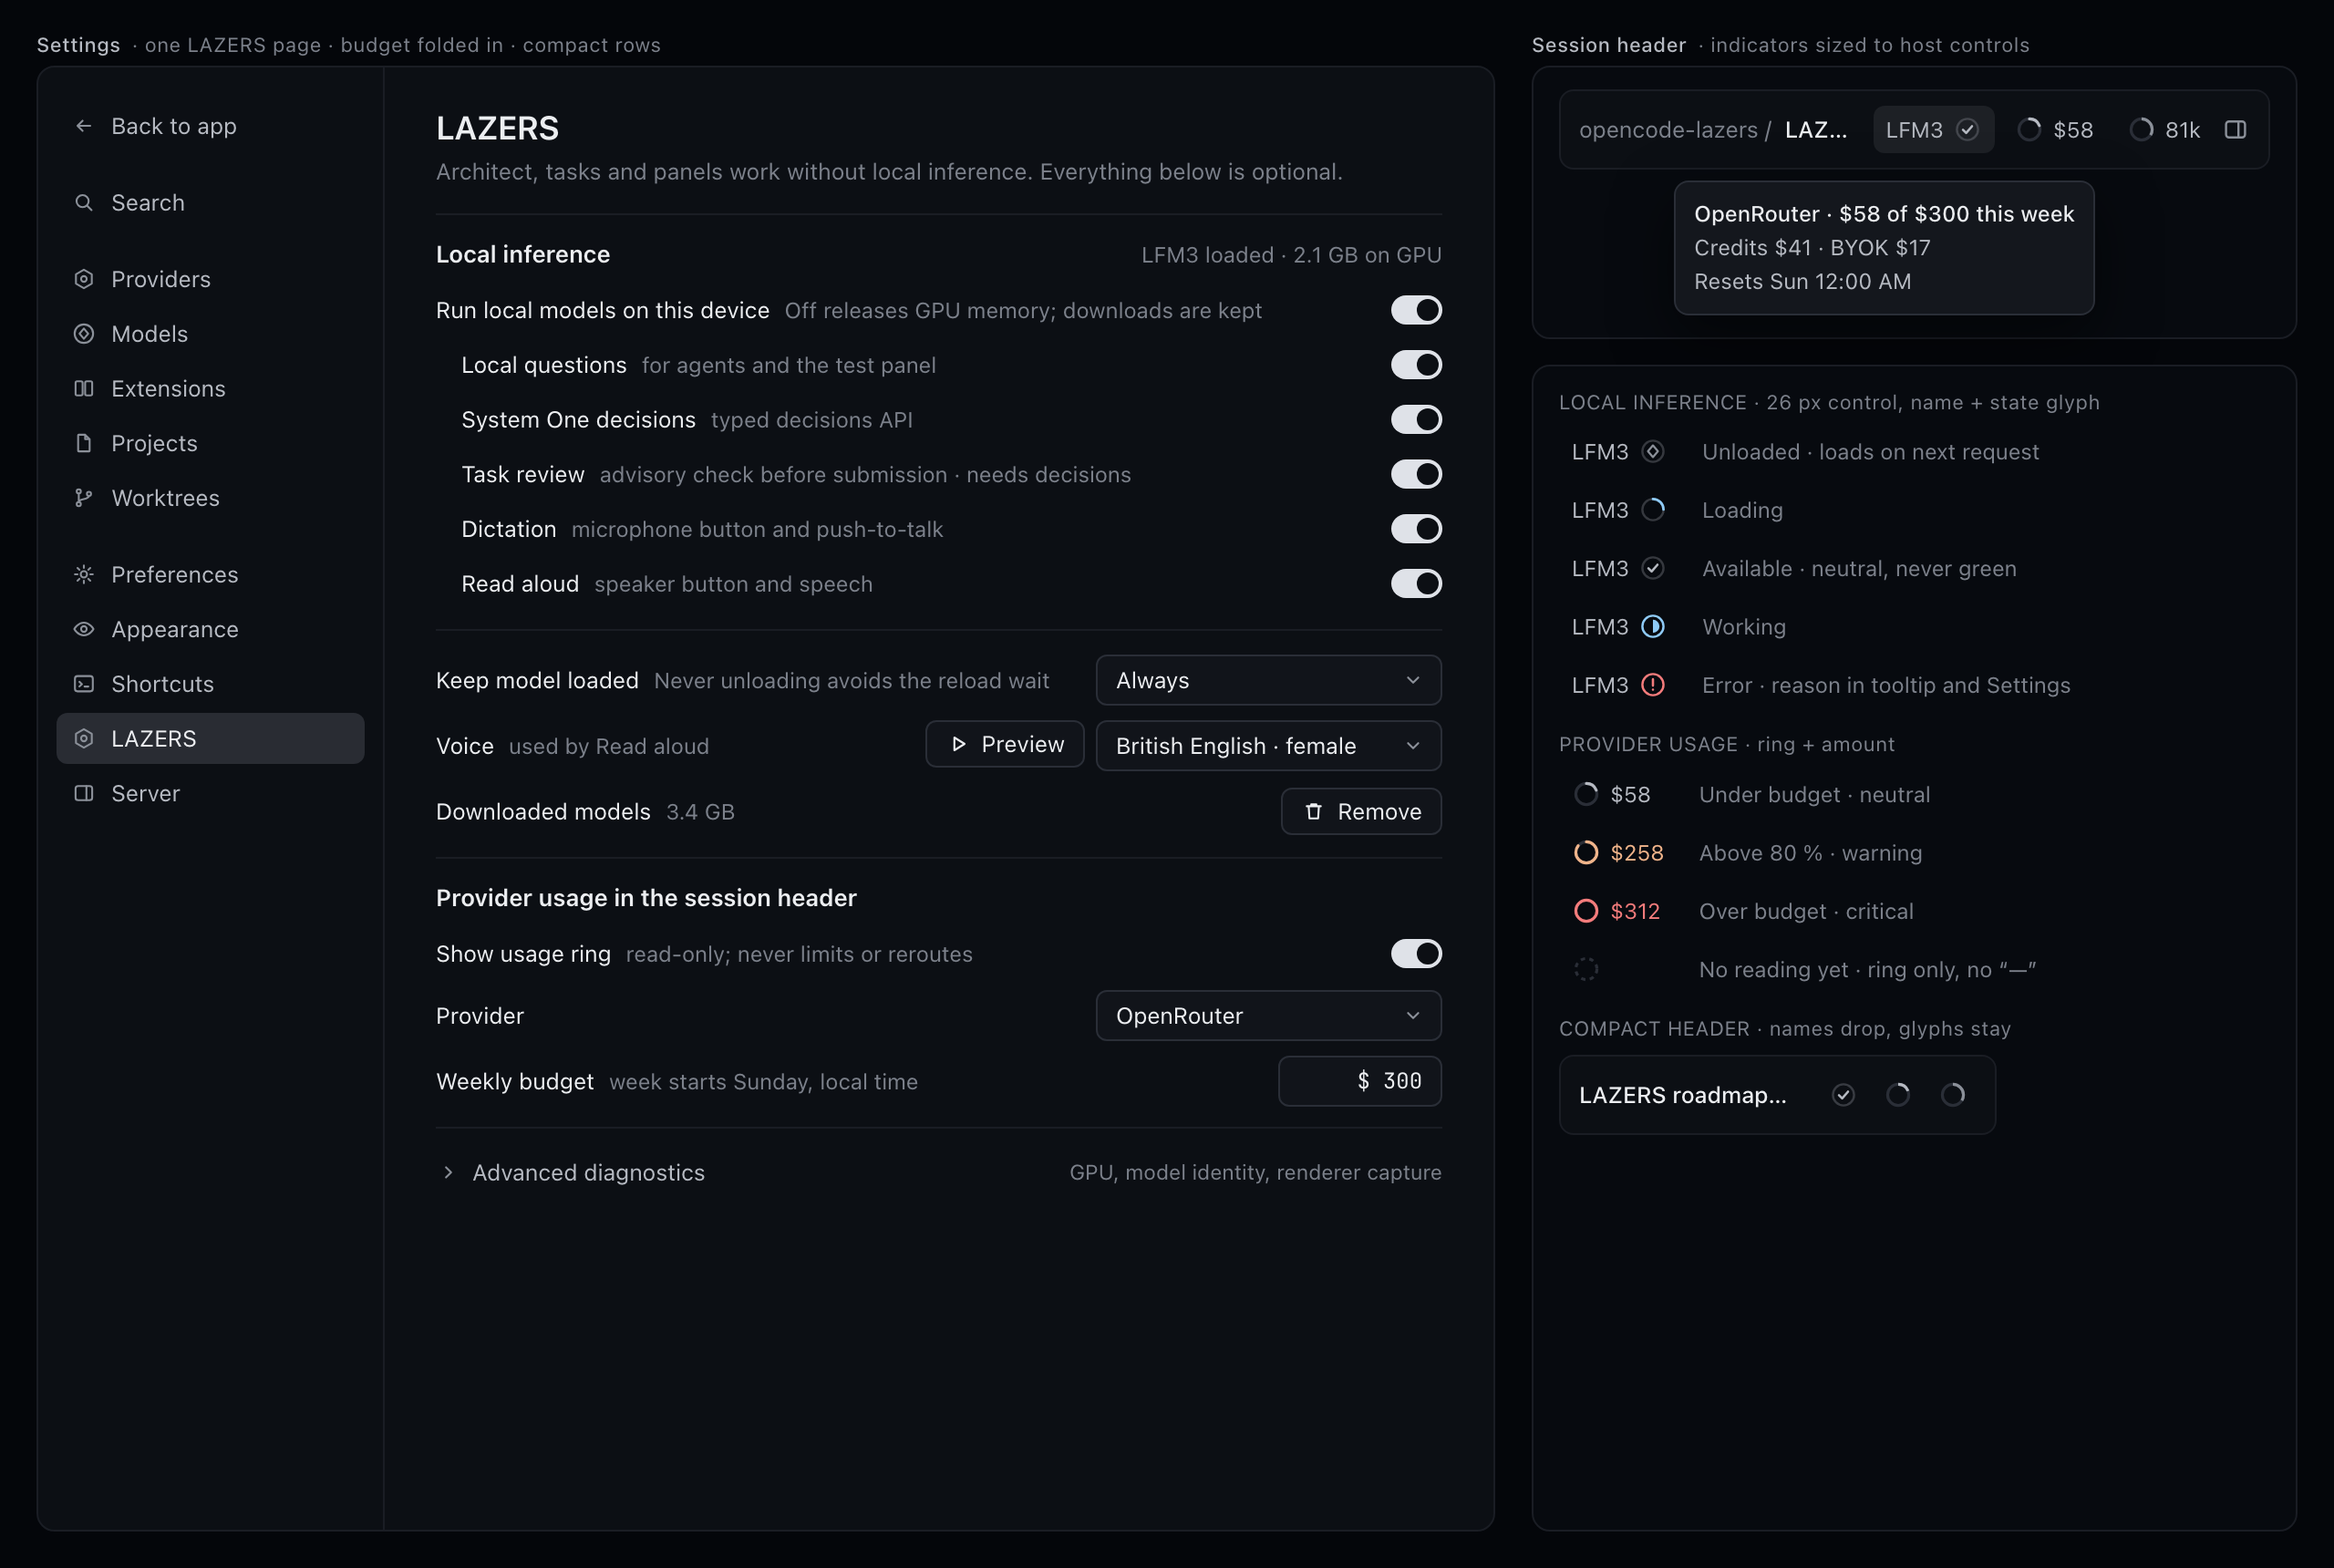 Settings · one LAZERS page · budget folded in · compact rows
Back to app
Search
Providers
Models
Extensions
Projects
Worktrees
Preferences
Appearance
Shortcuts
LAZERS
Server
LAZERS
Architect, tasks and panels work without local inference. Everything below is optional.
Local inference LFM3 loaded · 2.1 GB on GPU
Run local models on this device Off releases GPU memory; downloads are kept
Local questions for agents and the test panel
System One decisions typed decisions API
Task review advisory check before submission · needs decisions
Dictation microphone button and push-to-talk
Read aloud speaker button and speech
Keep model loaded Never unloading avoids the reload wait Always
Voice used by Read aloud Preview British English · female
Downloaded models 3.4 GB Remove
Provider usage in the session header
Show usage ring read-only; never limits or reroutes
Provider OpenRouter
Weekly budget week starts Sunday, local time $ 300
Advanced diagnostics GPU, model identity, renderer capture
Session header · indicators sized to host controls
opencode-lazers / LAZ... LFM3 $58 81k
OpenRouter · $58 of $300 this week
Credits $41 · BYOK $17
Resets Sun 12:00 AM
LOCAL INFERENCE · 26 px control, name + state glyph
LFM3 Unloaded · loads on next request
LFM3 Loading
LFM3 Available · neutral, never green
LFM3 Working
LFM3 Error · reason in tooltip and Settings
PROVIDER USAGE · ring + amount
$58 Under budget · neutral
$258 Above 80 % · warning
$312 Over budget · critical
No reading yet · ring only, no “—”
COMPACT HEADER · names drop, glyphs stay
LAZERS roadmap...